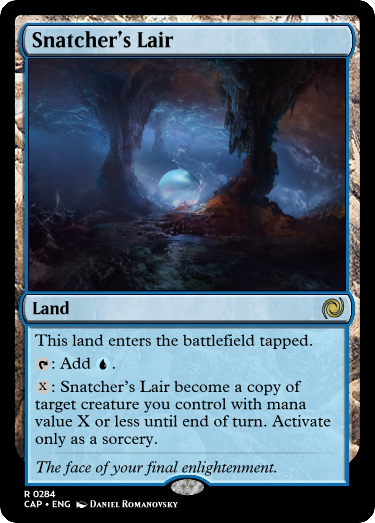 Snatcher's Lair
Land
This land enters the battlefield tapped.
: Add .
X: Snatcher's Lair become a copy of
target creature you control with mana
value X or less until end of turn. Activate
only as a sorcery.
The face of your final enlightenment.
R 0284
CAP • ENG Daniel Romanovsky